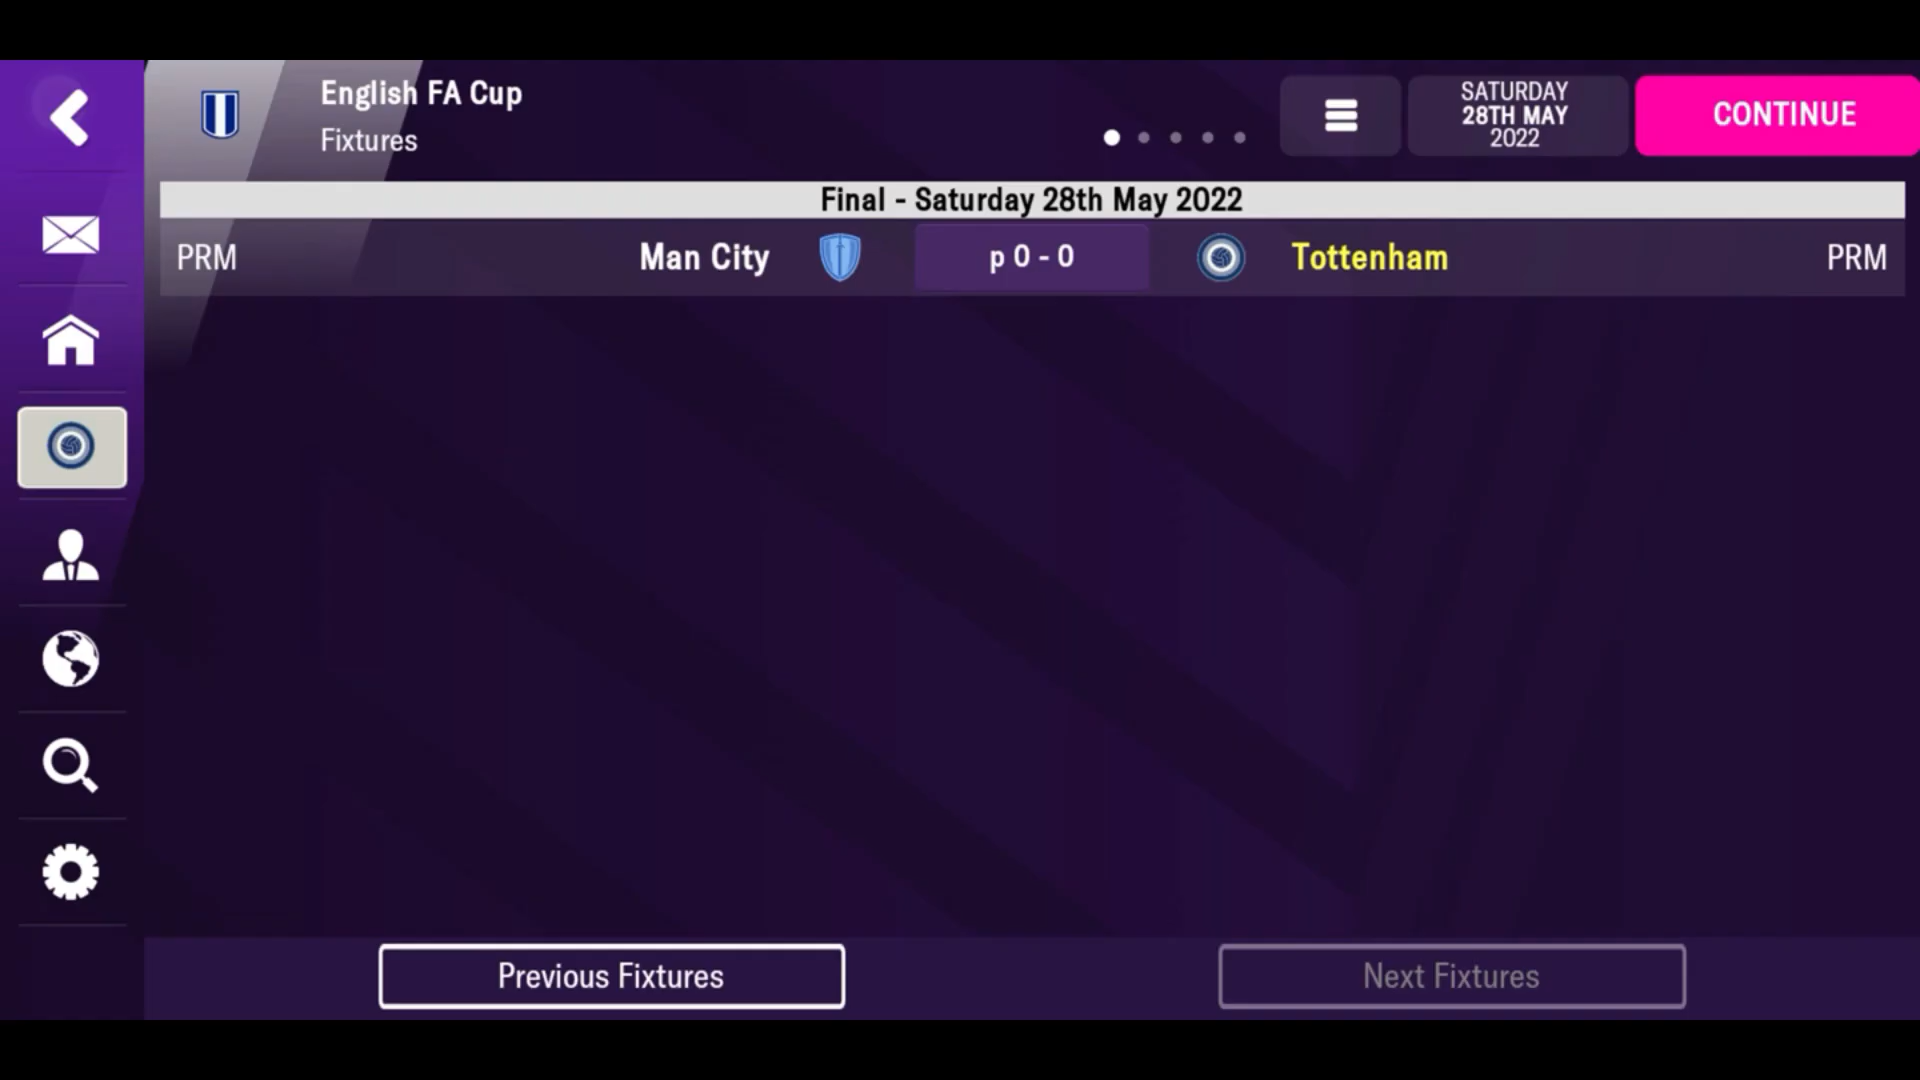 English FA Cup
Fixtures
SATURDAY
28TH MAY
2022
CONTINUE
Final - Saturday 28th May 2022
PRM Man City p 0 - 0 Tottenham PRM
Previous Fixtures Next Fixtures